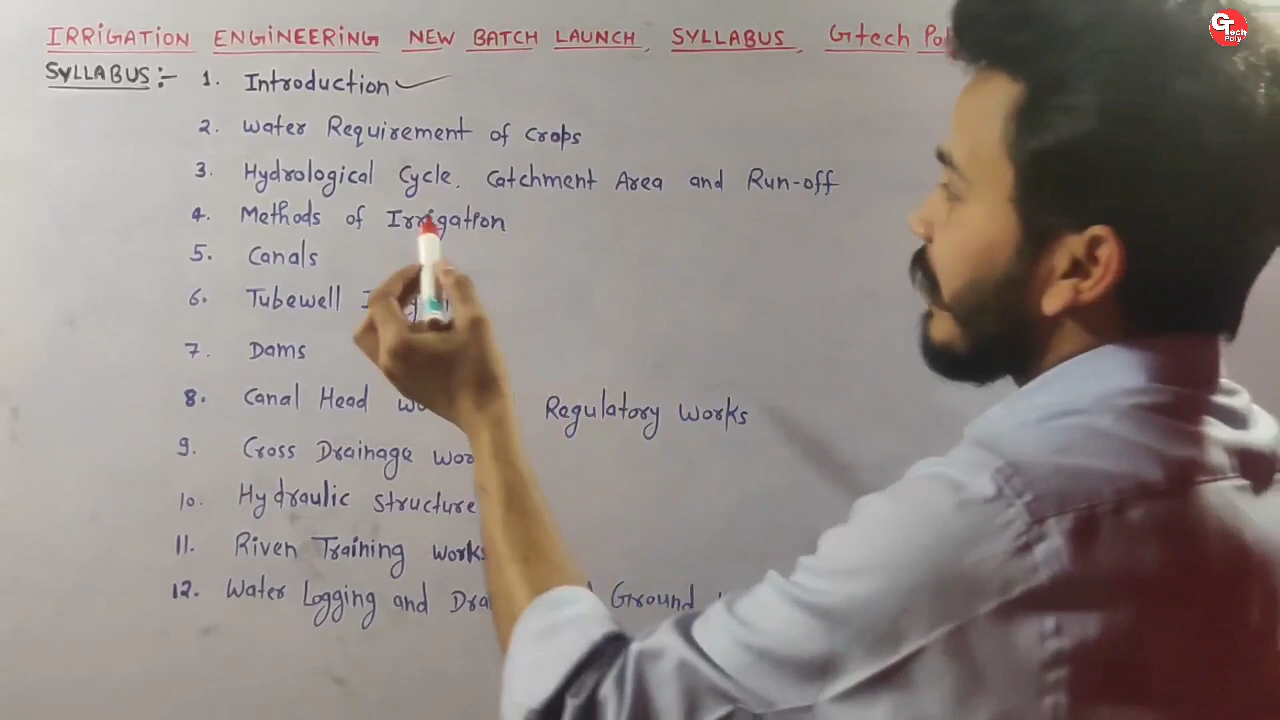 IRRIGATION ENGINEERING NEW BATCH LAUNCH, SYLLABUS, Gtech
SYLLABUS:- 1. Introduction
2. Water Requirement of Crops
3. Hydrological Cycle, Catchment Area and Run-off
4. Methods of Irrigation
5. Canals
6. Tubewell
7. Dams
8. Canal Head Regulatory Works
9. Cross Drainage
10. Hydraulic Structure
11. Riven Training Works
12. Water Logging and Ground
GTech Poly